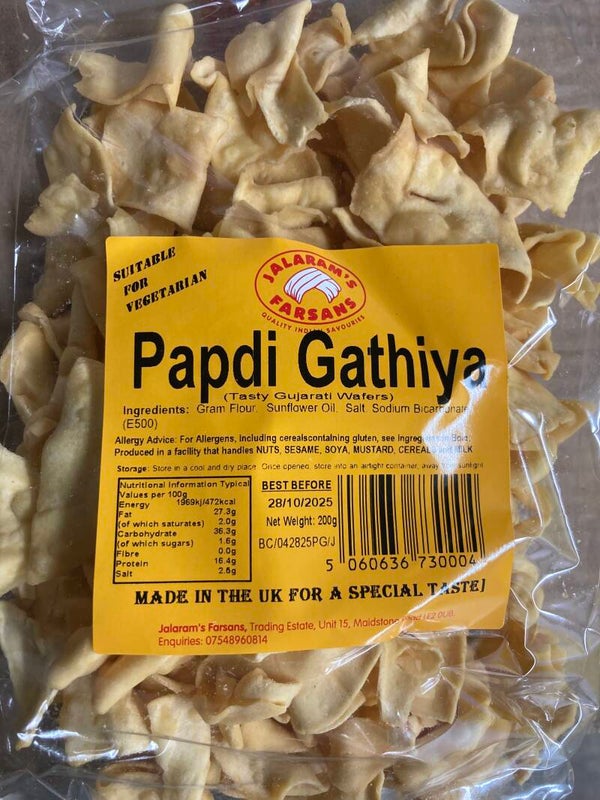 SUITABLE
FOR
VEGETARIAN
JALARAM'S
FARSANS
QUALITY INDIAN SAVOURIES
Papdi Gathiya
(Tasty Gujarati Wafers)
Ingredients: Gram Flour, Sunflower Oil, Salt, Sodium Bicarbonate
(E500)
Allergy Advice: For Allergens, including cerealscontaining gluten, see Bold,
Produced in a facility that handles NUTS, SESAME, SOYA, MUSTARD, CEREAL and MILK
Storage: Store in a cool and dry place Once opened store into an airtight container, away sunlight
Nutritional Information Typical
Values per 100g
Energy 1969kj/472kcal
Fat 27.3g
(of which saturates) 2.0g
Carbohydrate 36.3g
(of which sugars) 1.6g
Fibre 0.0g
Protein 16.4g
Salt 2.6g
BEST BEFORE
28/10/2025
Net Weight: 200g
BC/042825PG/J
5 060636 730004
MADE IN THE UK FOR A SPECIAL TASTE!
Jalaram's Farsans, Trading Estate, Unit 15, Maidstone LE2 0UB.
Enquiries: 07548960814